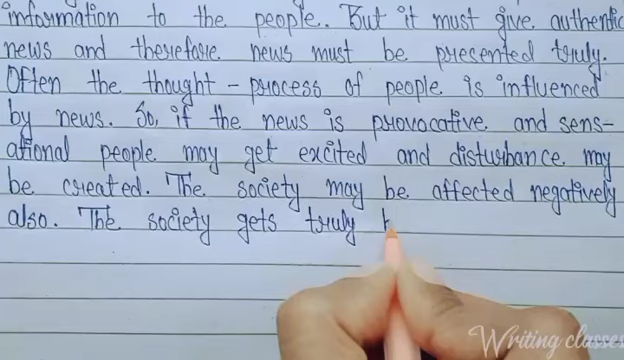 information to the people. But it must give authentic
news and therefore news must be presented truly.
Often the thought - process of people is influenced
by news. So, if the news is provocative and sens-
ational people may get excited and disturbance may
be created. The society may be affected negatively
also. The society gets truly
Writing classes